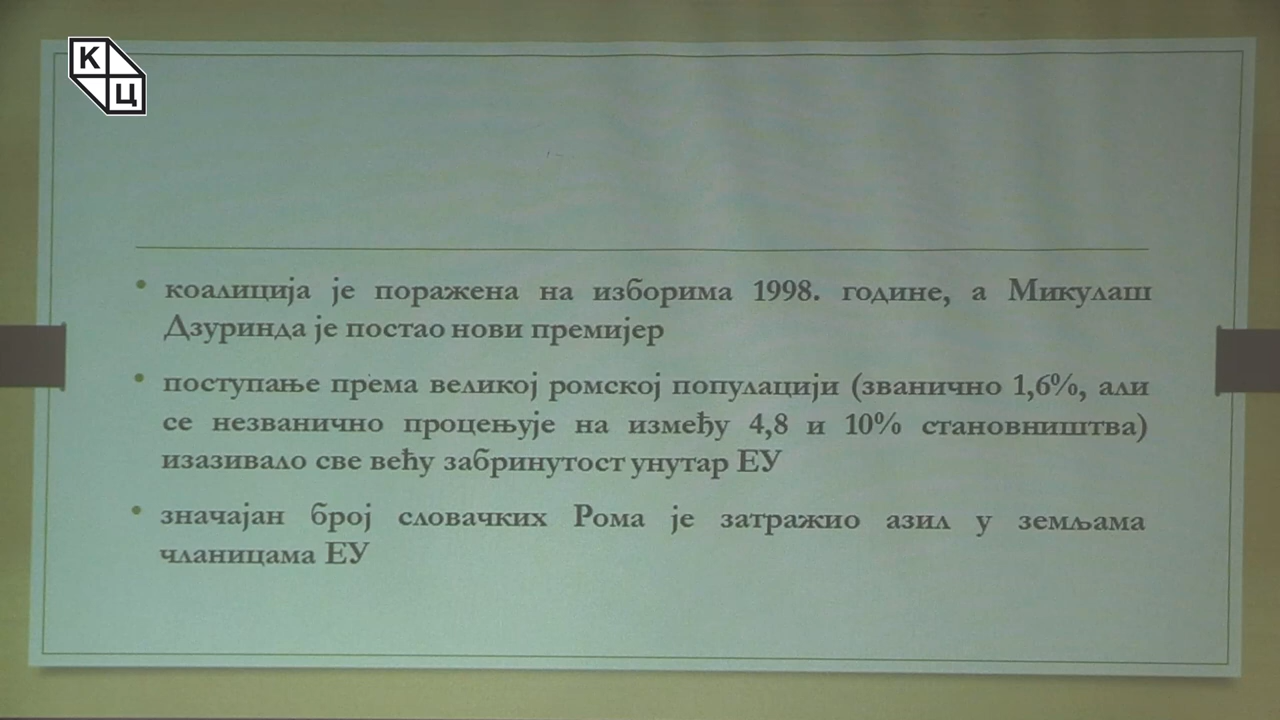 К
Ц
• коалиција је поражена на изборима 1998. године, а Микулаш
Дзуринда је постао нови премијер
• поступање према великој ромској популацији (званично 1,6%, али
се незванично процењује на између 4,8 и 10% становништва)
изазивало све већу забринутост унутар ЕУ
• значајан број словачких Рома је затражио азил у земљама
чланицама ЕУ